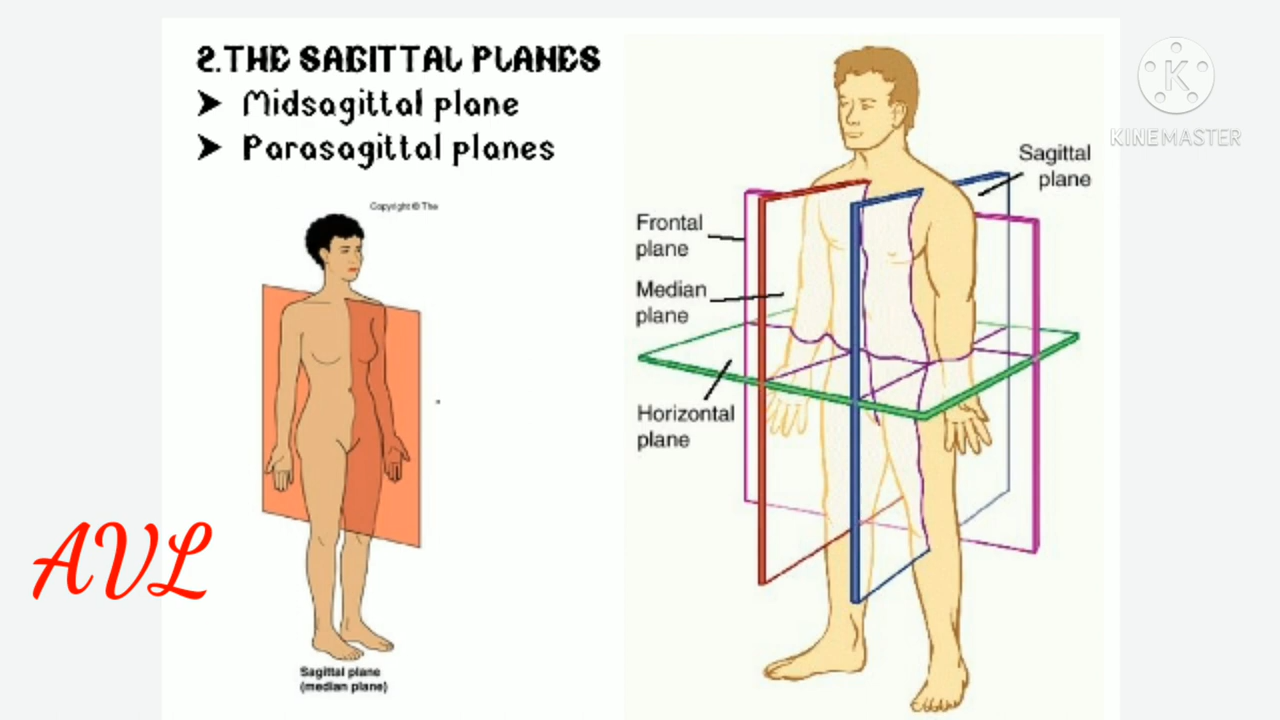 2.THE SAGITTAL PLANES
➤ Midsagittal plane
➤ Parasagittal planes
Copyright © The
Sagittal plane
(median plane)
Sagittal
plane
Frontal
plane
Median
plane
Horizontal
plane
K
KINEMASTER
AVL